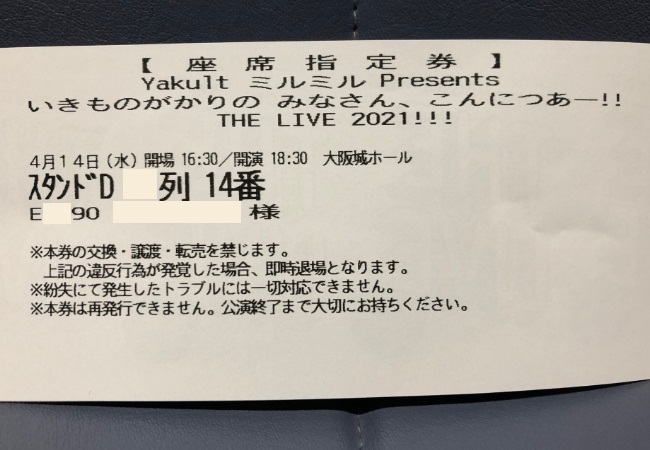 【 座 席 指 定 券 】
Yakult ミルミル Presents
いきものがかりの みなさん、こんにつあー!!
THE LIVE 2021!!!
4月14日(水) 開場 16:30/開演 18:30 大阪城ホール
ｽﾀﾝﾄﾞD 列 14番
E 90 様
※本券の交換・譲渡・転売を禁じます。
上記の違反行為が発覚した場合、即時退場となります。
※紛失にて発生したトラブルには一切対応できません。
※本券は再発行できません。公演終了まで大切にお持ちください。